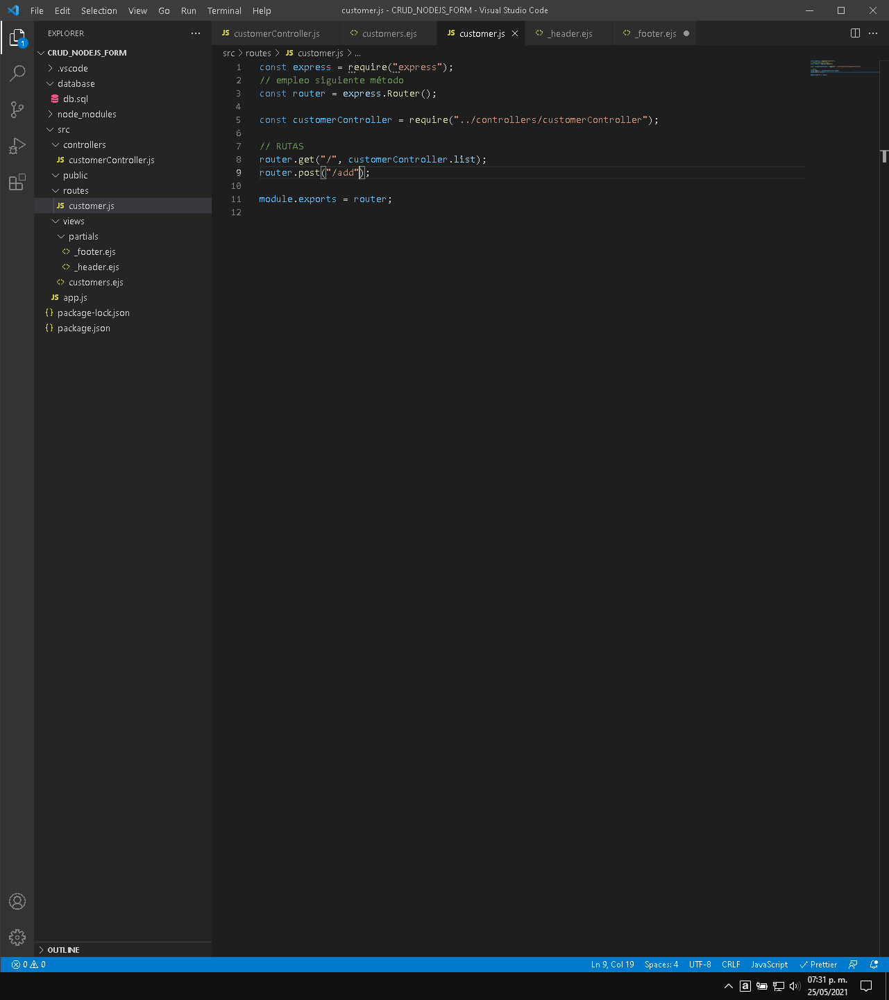 File Edit Selection View Go Run Terminal Help
customer.js - CRUD_NODEJS_FORM - Visual Studio Code
EXPLORER
customerController.js
customers.ejs
customer.js
_header.ejs
_footer.ejs
src > routes > JS customer.js > ...
1
CRUD_NODEJS_FORM
.vscode
database
db.sql
node_modules
src
controllers
JS customerController.js
public
routes
JS customer.js
views
partials
_footer.ejs
_header.ejs
customers.ejs
JS app.js
{} package-lock.json
{} package.json
1 const express = require("express");
2 // empleo siguiente método
3 const router = express.Router();
4
5 const customerController = require("../controllers/customerController");
6
7 // RUTAS
8 router.get("/", customerController.list);
9 router.post("/add");
10
11 module.exports = router;
12
OUTLINE
0 0
Ln 9, Col 19 Spaces: 4 UTF-8 CRLF JavaScript Prettier
a
07:31 p. m.
25/05/2021